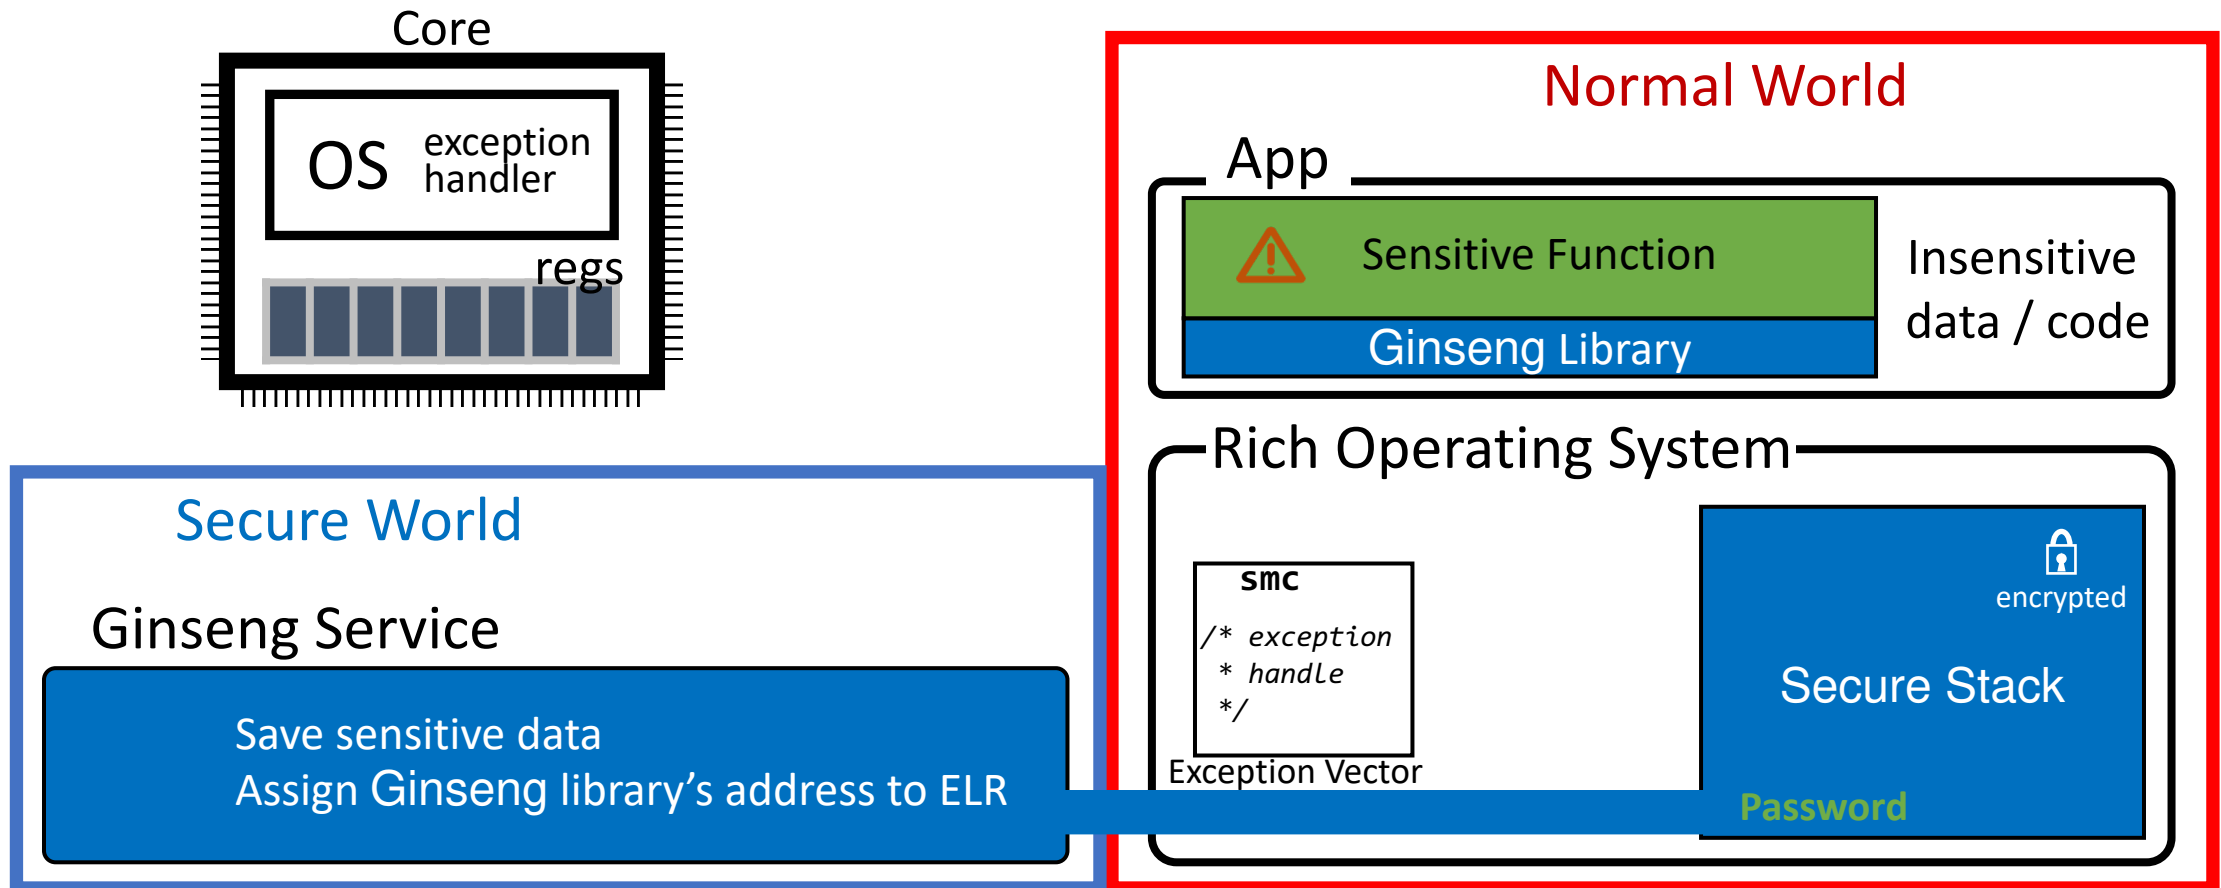 Core
OS
exception
handler
regs
Normal World
App
Sensitive Function
Ginseng Library
Insensitive
data / code
Rich Operating System
smc
/* exception
* handle
*/
Exception Vector
encrypted
Secure Stack
Password
Secure World
Ginseng Service
Save sensitive data
Assign Ginseng library’s address to ELR